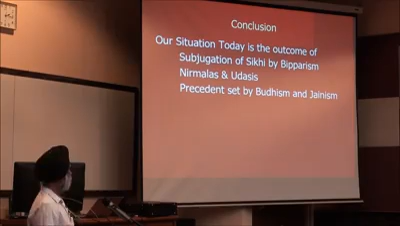 Conclusion
Our Situation Today is the outcome of
Subjugation of Sikhi by Bipparism
Nirmalas & Udasis
Precedent set by Budhism and Jainism